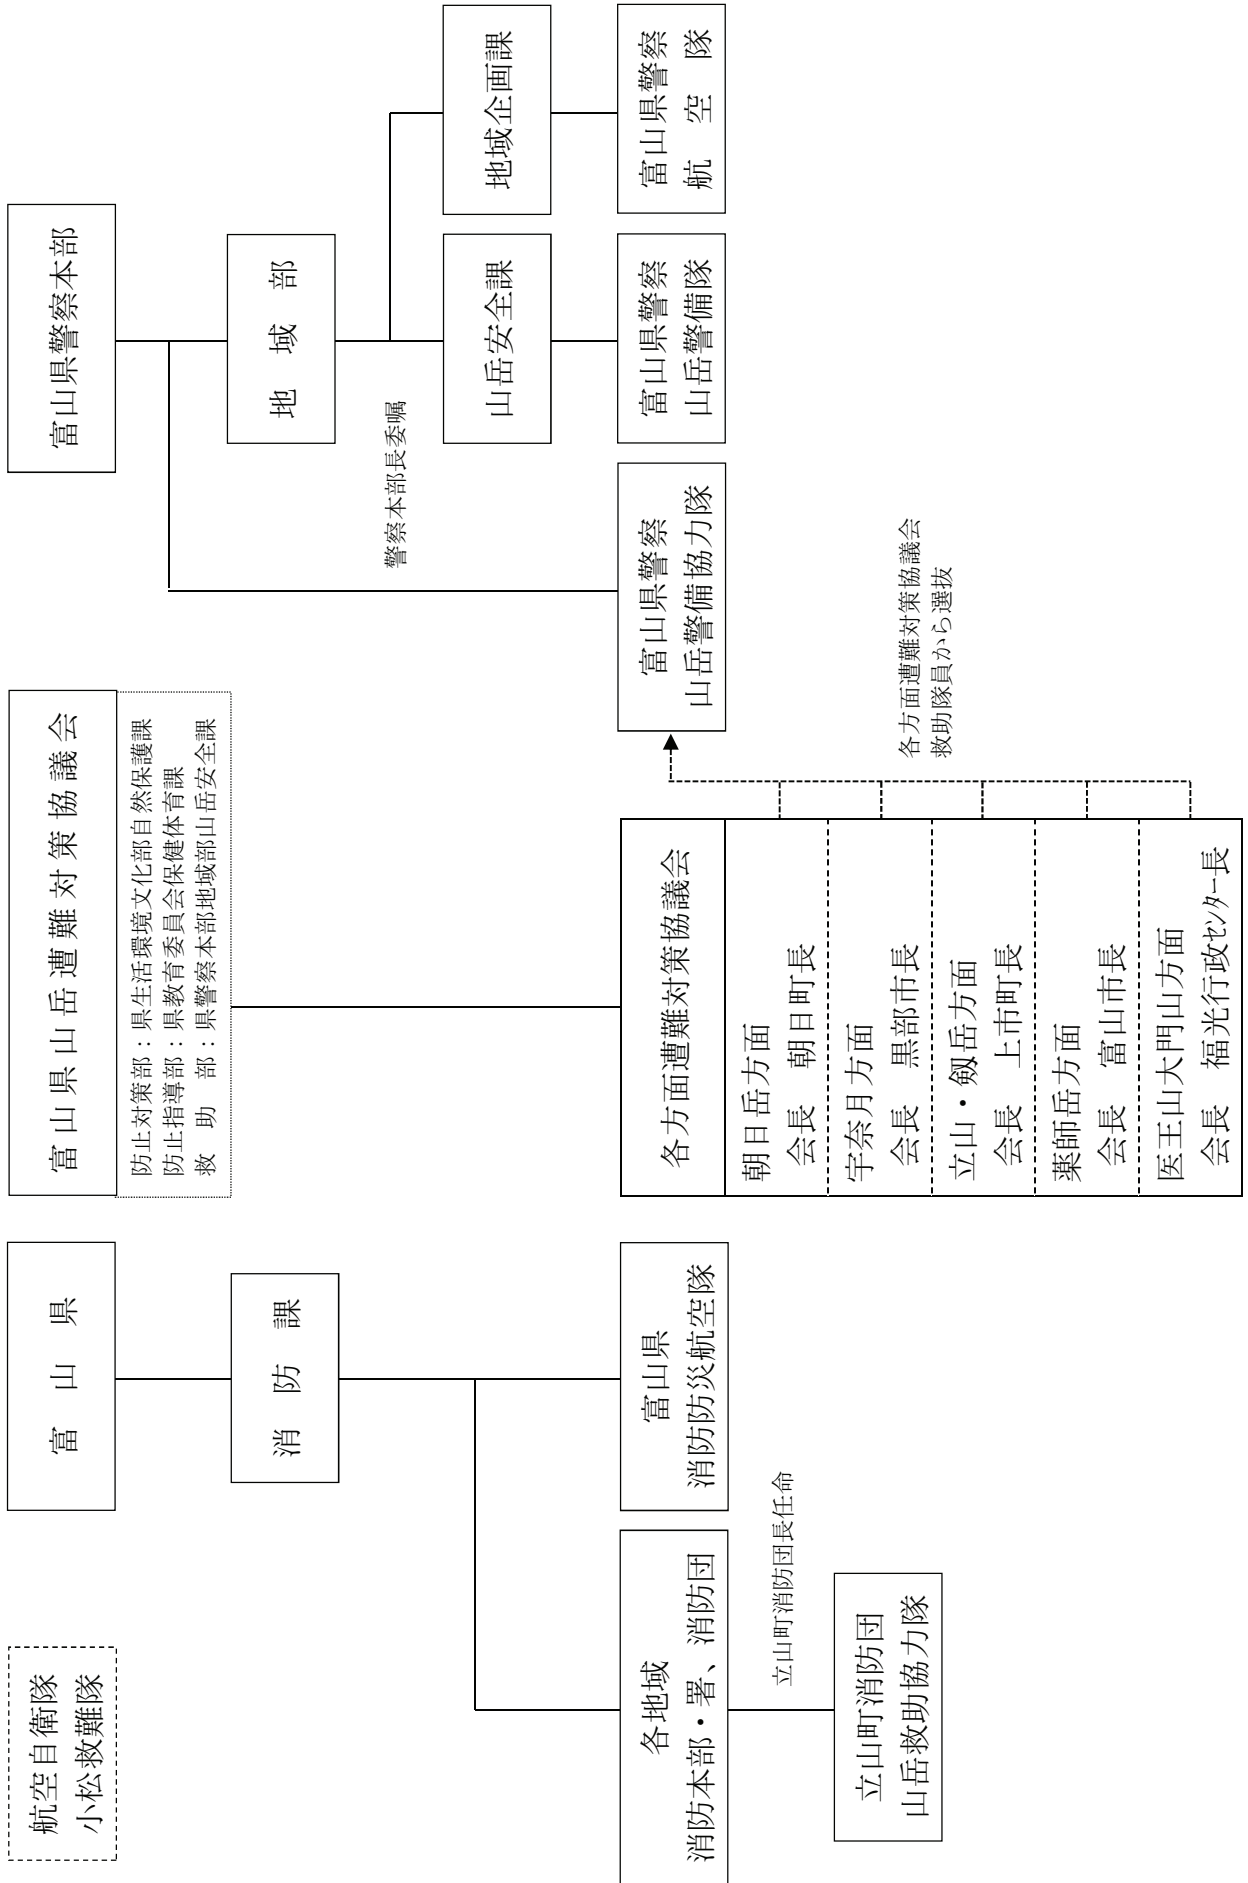 航空自衛隊
小松救難隊
富山県
消防課
各地域
消防本部・署、消防団
富山県
消防防災航空隊
立山町消防団長任命
立山町消防団
山岳救助協力隊
富山県山岳遭難対策協議会
防止対策部：県生活環境文化部自然保護課
防止指導部：県教育委員会保健体育課
救助部：県警察本部地域部山岳安全課
各方面遭難対策協議会
朝日岳方面
会長 朝日町長
宇奈月方面
会長 黒部市長
立山・剱岳方面
会長 上市町長
薬師岳方面
会長 富山市長
医王山大門山方面
会長 福光行政ｾﾝﾀｰ長
各方面遭難対策協議会
救助隊員から選抜
富山県警察本部
地域部
警察本部長委嘱
山岳安全課
地域企画課
富山県警察
山岳警備協力隊
富山県警察
山岳警備隊
富山県警察
航空隊